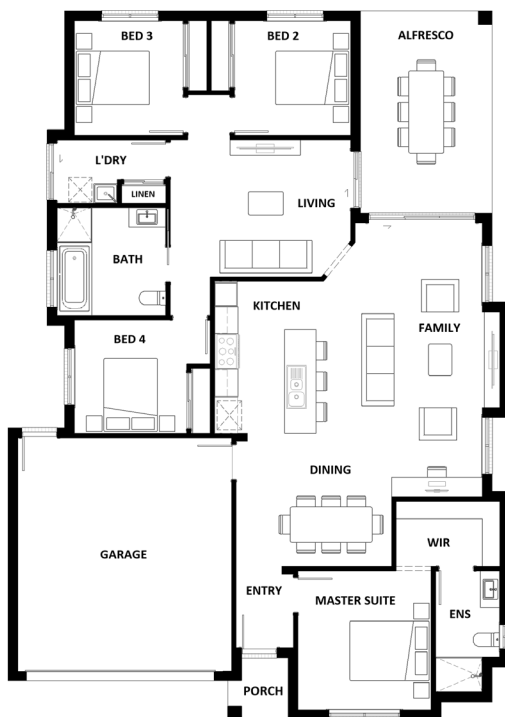 BED 3
BED 2
ALFRESCO
L'DRY
LINEN
LIVING
BATH
KITCHEN
FAMILY
BED 4
DINING
GARAGE
WIR
ENTRY
MASTER SUITE
ENS
PORCH